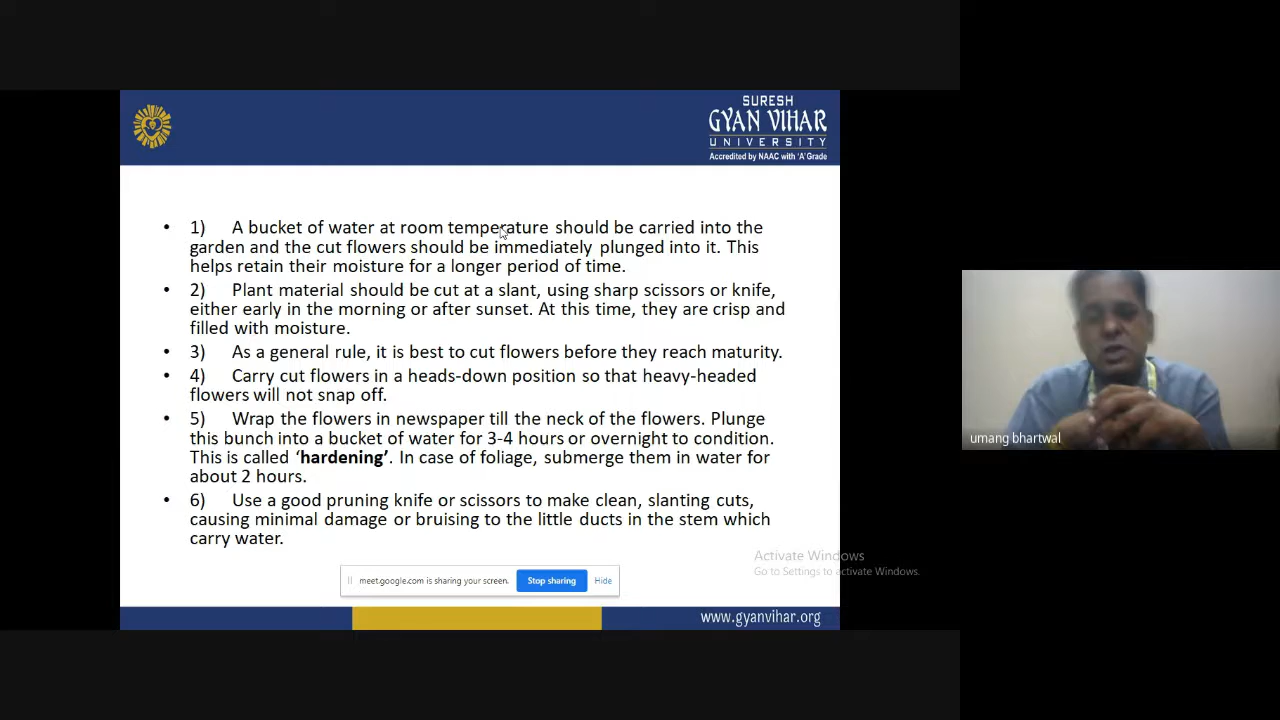 SURESH
GYAN VIHAR
UNIVERSITY
Accredited by NAAC with 'A' Grade
• 1) A bucket of water at room temperature should be carried into the
garden and the cut flowers should be immediately plunged into it. This
helps retain their moisture for a longer period of time.
• 2) Plant material should be cut at a slant, using sharp scissors or knife,
either early in the morning or after sunset. At this time, they are crisp and
filled with moisture.
• 3) As a general rule, it is best to cut flowers before they reach maturity.
• 4) Carry cut flowers in a heads-down position so that heavy-headed
flowers will not snap off.
• 5) Wrap the flowers in newspaper till the neck of the flowers. Plunge
this bunch into a bucket of water for 3-4 hours or overnight to condition.
This is called ‘hardening’. In case of foliage, submerge them in water for
about 2 hours.
• 6) Use a good pruning knife or scissors to make clean, slanting cuts,
causing minimal damage or bruising to the little ducts in the stem which
carry water.
meet.google.com is sharing your screen. Stop sharing Hide
www.gyanvihar.org
Activate Windows
Go to Settings to activate Windows.
umang bhartwal